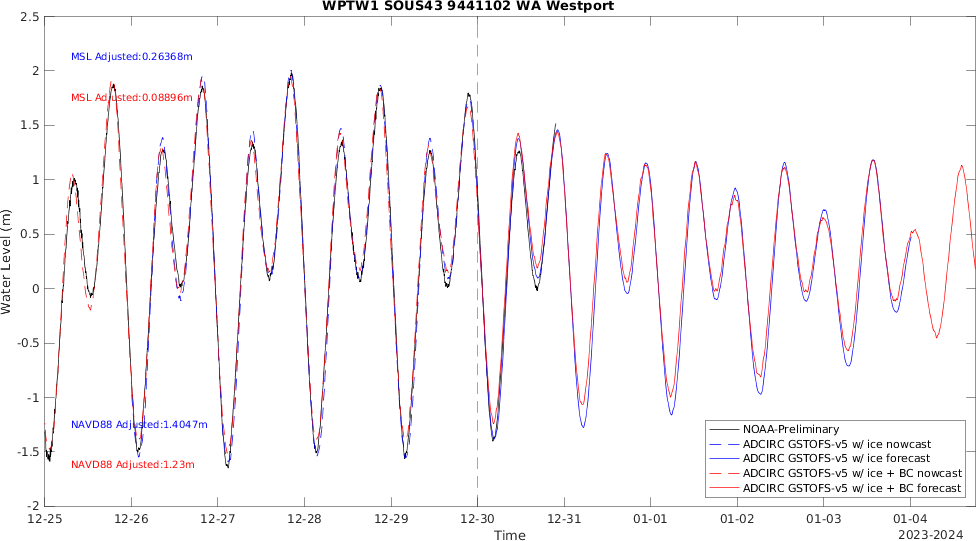 WPTW1 SOUS43 9441102 WA Westport
2.5
2
1.5
1
0.5
0
-0.5
-1
-1.5
-2
Water Level (m)
MSL Adjusted:0.26368m
MSL Adjusted:0.08896m
NAVD88 Adjusted:1.4047m
NAVD88 Adjusted:1.23m
NOAA-Preliminary
ADCIRC GSTOFS-v5 w/ ice nowcast
ADCIRC GSTOFS-v5 w/ ice forecast
ADCIRC GSTOFS-v5 w/ ice + BC nowcast
ADCIRC GSTOFS-v5 w/ ice + BC forecast
12-25 12-26 12-27 12-28 12-29 12-30 12-31 01-01 01-02 01-03 01-04
Time
2023-2024